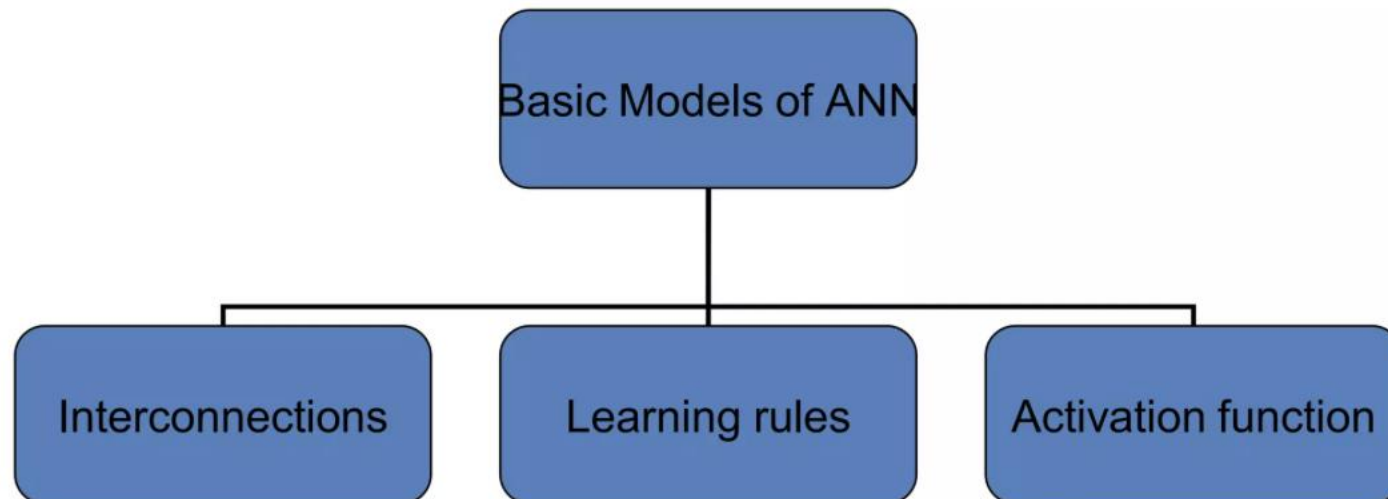 Basic Models of ANN
Interconnections
Learning rules
Activation function